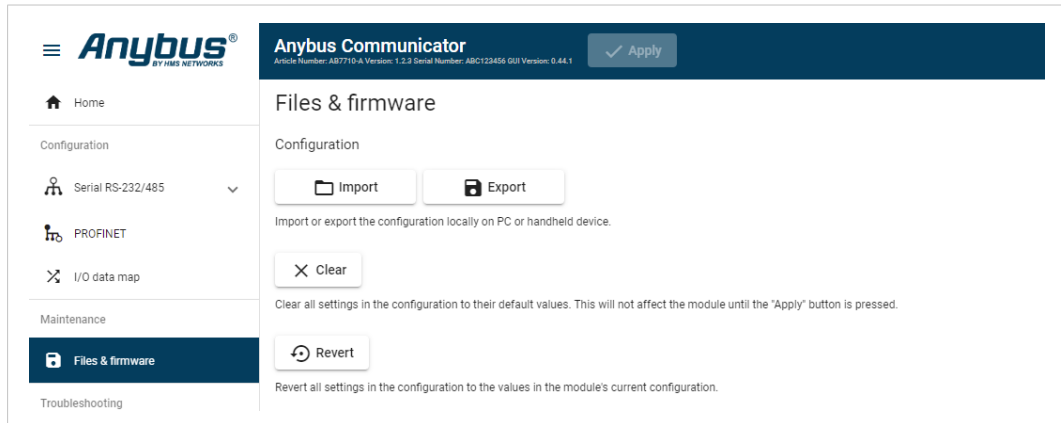 Anybus®
BY HMS NETWORKS
Anybus Communicator
Article Number: AB7710-A Version: 1.2.3 Serial Number: ABC123456 GUI Version: 0.44.1
Apply
Home
Configuration
Serial RS-232/485
PROFINET
I/O data map
Maintenance
Files & firmware
Troubleshooting
Files & firmware
Configuration
Import
Export
Import or export the configuration locally on PC or handheld device.
Clear
Clear all settings in the configuration to their default values. This will not affect the module until the "Apply" button is pressed.
Revert
Revert all settings in the configuration to the values in the module's current configuration.